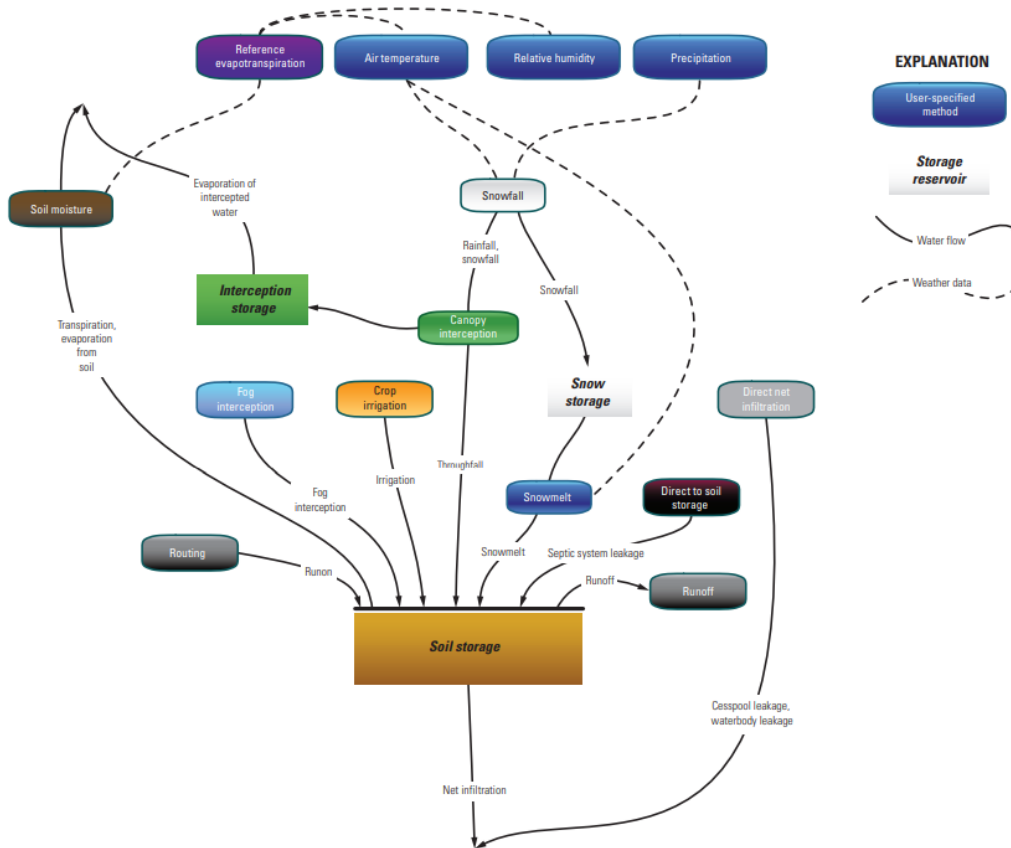 Reference
evapotranspiration
Air temperature
Relative humidity
Precipitation
EXPLANATION
User-specified
method
Storage
reservoir
Water flow
Weather data
Evaporation of
intercepted
water
Soil moisture
Snowfall
Rainfall,
snowfall
Snowfall
Interception
storage
Canopy
interception
Transpiration,
evaporation
from
soil
Fog
interception
Crop
irrigation
Snow
storage
Direct net
infiltration
Throughfall
Irrigation
Fog
interception
Snowmelt
Direct to soil
storage
Routing
Runon
Snowmelt
Septic system leakage
Runoff
Runoff
Soil storage
Cesspool leakage,
waterbody leakage
Net infiltration